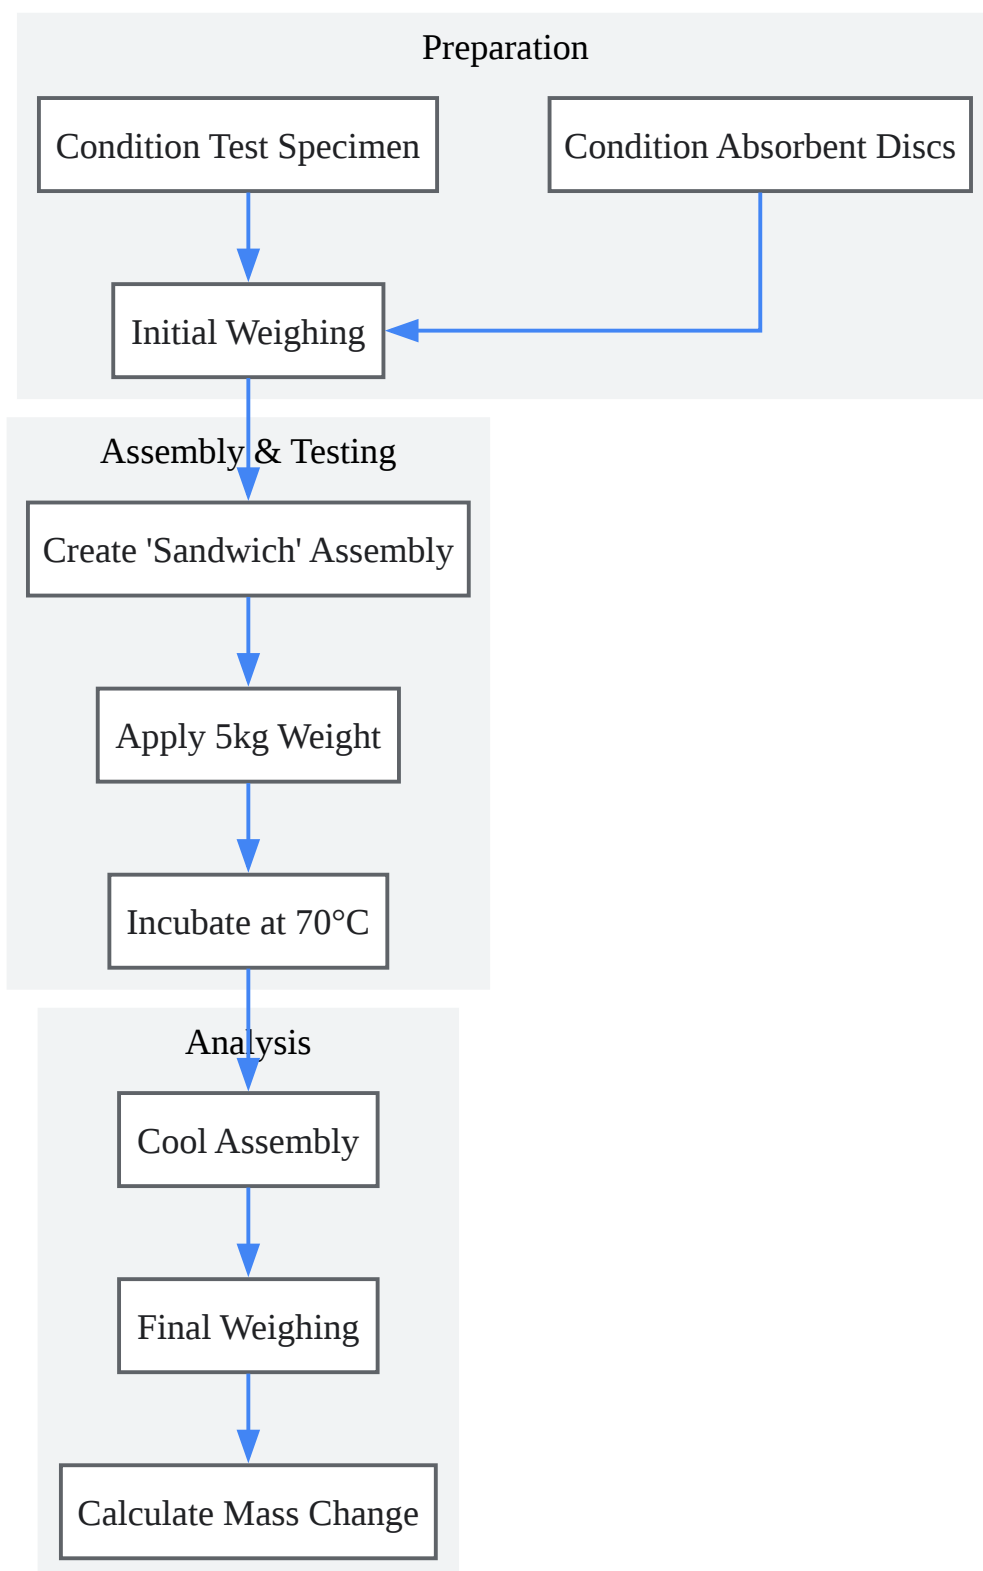 Preparation
Condition Test Specimen
Condition Absorbent Discs
Initial Weighing
Assembly & Testing
Create 'Sandwich' Assembly
Apply 5kg Weight
Incubate at 70°C
Analysis
Cool Assembly
Final Weighing
Calculate Mass Change